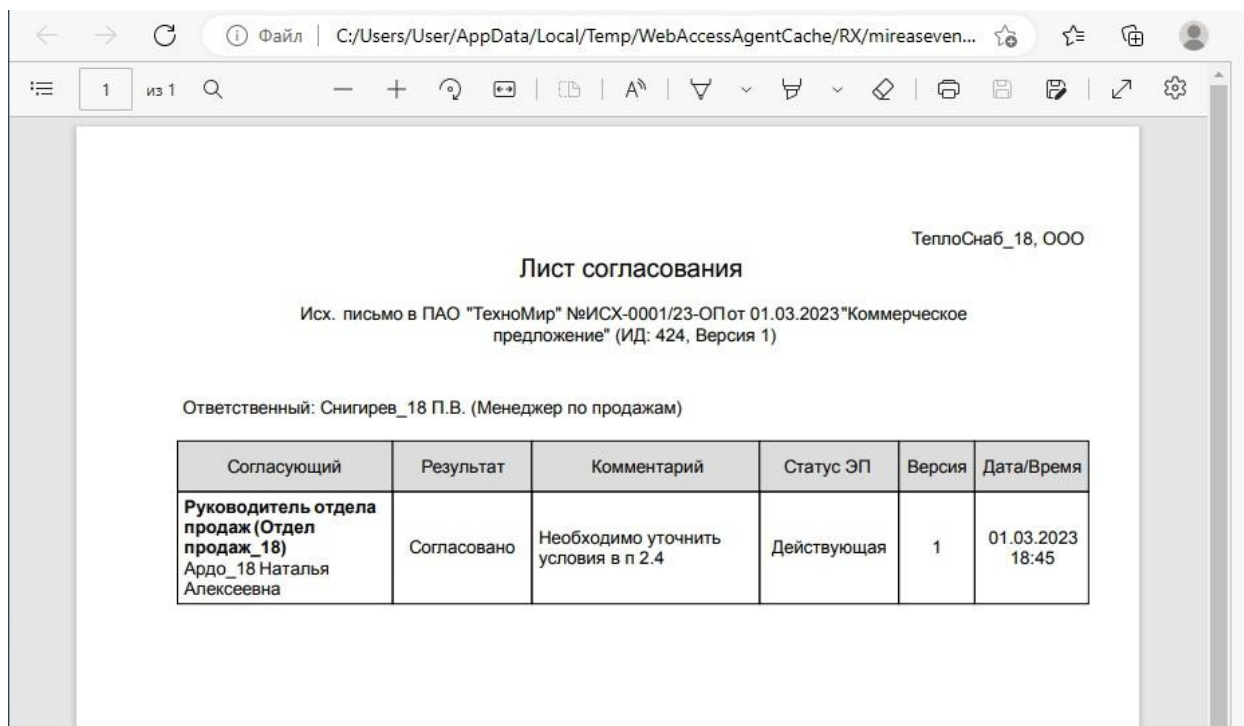 Файл | C:/Users/User/AppData/Local/Temp/WebAccessAgentCache/RX/mireaseven...
1 из 1
ТеплоСнаб_18, ООО
Лист согласования
Исх. письмо в ПАО "ТехноМир" №ИСХ-0001/23-ОПот 01.03.2023"Коммерческое
предложение" (ИД: 424, Версия 1)
Ответственный: Снигирев_18 П.В. (Менеджер по продажам)
Согласующий Результат Комментарий Статус ЭП Версия Дата/Время
Руководитель отдела
продаж (Отдел
продаж_18)
Ардо_18 Наталья
Алексеевна
Согласовано
Необходимо уточнить
условия в п 2.4
Действующая
1
01.03.2023
18:45